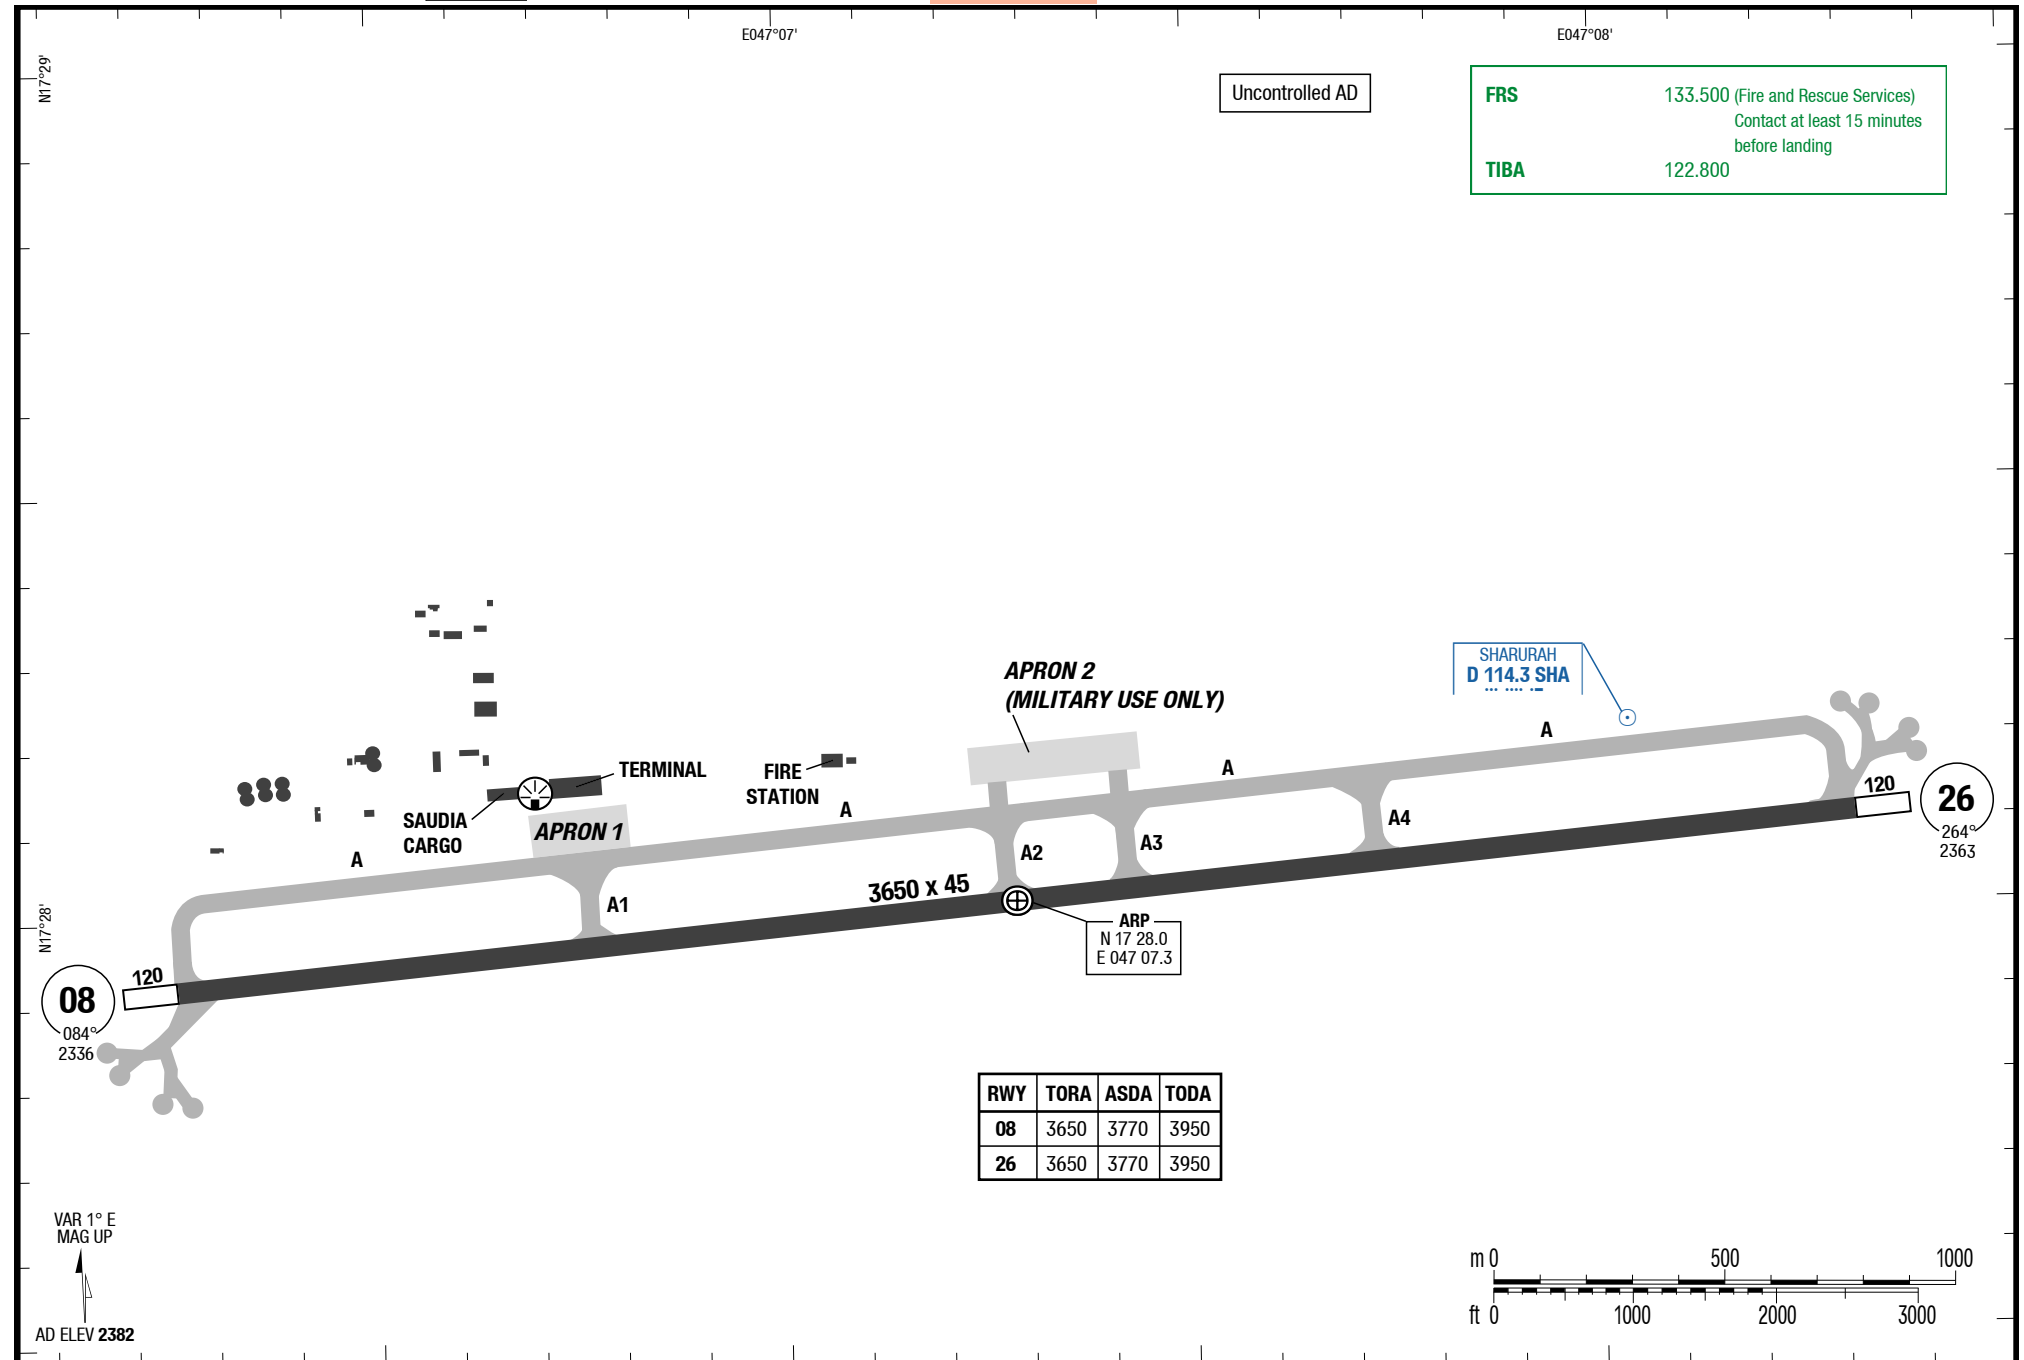 E047°07'
E047°08'
N17°29'
Uncontrolled AD
FRS 133.500 (Fire and Rescue Services)
Contact at least 15 minutes
before landing
TIBA 122.800
SHARURAH
D 114.3 SHA
APRON 2
(MILITARY USE ONLY)
A
A
TERMINAL
FIRE
STATION
A
120
26
264°
2363
SAUDIA
CARGO
APRON 1
A
A4
A3
A2
A1
3650 x 45
N17°28'
ARP
N 17 28.0
E 047 07.3
120
08
084°
2336
RWY TORA ASDA TODA
08 3650 3770 3950
26 3650 3770 3950
VAR 1° E
MAG UP
AD ELEV 2382
m 0 500 1000
ft 0 1000 2000 3000